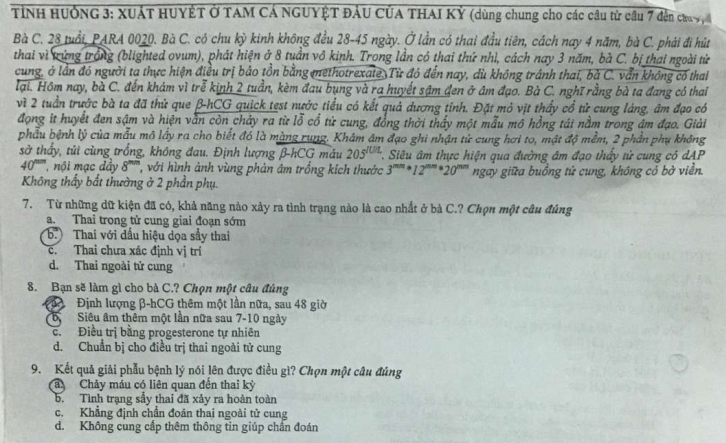 TÌNH HUỐNG 3: XUẤT HUYẾT Ở TAM CÁ NGUYỆT ĐẦU CỦA THAI KỲ (dùng chung cho các câu từ câu 7 đến câu
Bà C. 28 tuổi, PARA 0020. Bà C. có chu kỳ kinh không đều 28-45 ngày. Ở lần có thai đầu tiên, cách nay 4 năm, bà C. phải đi hút
thai vì trứng trống (blighted ovum), phát hiện ở 8 tuần vô kinh. Trong lần có thai thứ nhì, cách nay 3 năm, bà C. bị thai ngoài tử
cung, ở lần đó người ta thực hiện điều trị bảo tồn bằng methotrexate. Từ đó đến nay, dù không tránh thai, bà C. vẫn không có thai
lại. Hôm nay, bà C. đến khám vì trễ kinh 2 tuần, kèm đau bụng và ra huyết sậm đen ở âm đạo. Bà C. nghĩ rằng bà ta đang có thai
vì 2 tuần trước bà ta đã thử que β-hCG quick test nước tiểu có kết quả dương tính. Đặt mỏ vịt thấy cổ tử cung láng, âm đạo có
đọng ít huyết đen sậm và hiện vẫn còn chảy ra từ lỗ cổ tử cung, đồng thời thấy một mẫu mô hồng tái nằm trong âm đạo. Giải
phẫu bệnh lý của mẫu mô lấy ra cho biết đó là màng rụng. Khám âm đạo ghi nhận tử cung hơi to, mật độ mềm, 2 phần phụ không
sờ thấy, túi cùng trống, không đau. Định lượng β-hCG máu 205 IU/L. Siêu âm thực hiện qua đường âm đạo thấy tử cung có dAP
40mm, nội mạc dầy 8mm, với hình ảnh vùng phản âm trống kích thước 3mm*12mm*20mm ngay giữa buồng tử cung, không có bờ viền.
Không thấy bất thường ở 2 phần phụ.
7. Từ những dữ kiện đã có, khả năng nào xảy ra tình trạng nào là cao nhất ở bà C.? Chọn một câu đúng
a. Thai trong tử cung giai đoạn sớm
b. Thai với dấu hiệu dọa sẩy thai
c. Thai chưa xác định vị trí
d. Thai ngoài tử cung
8. Bạn sẽ làm gì cho bà C.? Chọn một câu đúng
a. Định lượng β-hCG thêm một lần nữa, sau 48 giờ
b. Siêu âm thêm một lần nữa sau 7-10 ngày
c. Điều trị bằng progesterone tự nhiên
d. Chuẩn bị cho điều trị thai ngoài tử cung
9. Kết quả giải phẫu bệnh lý nói lên được điều gì? Chọn một câu đúng
a. Chảy máu có liên quan đến thai kỳ
b. Tình trạng sẩy thai đã xảy ra hoàn toàn
c. Khẳng định chẩn đoán thai ngoài tử cung
d. Không cung cấp thêm thông tin giúp chẩn đoán